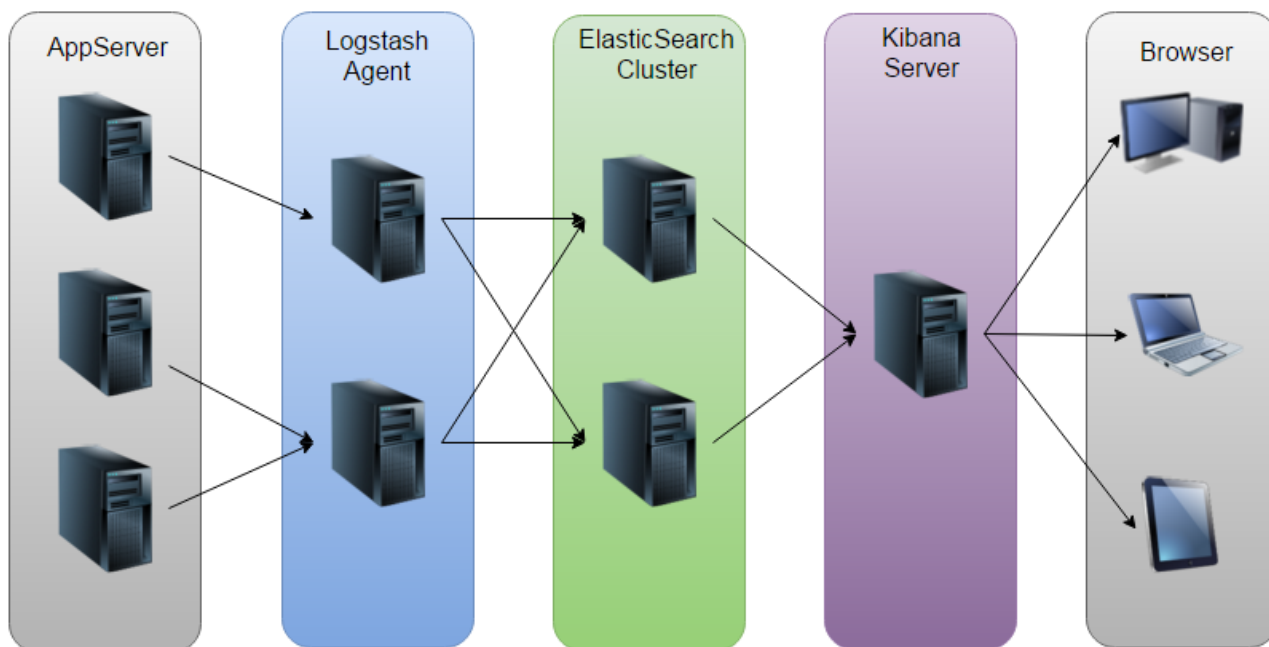 AppServer
Logstash
Agent
ElasticSearch
Cluster
Kibana
Server
Browser